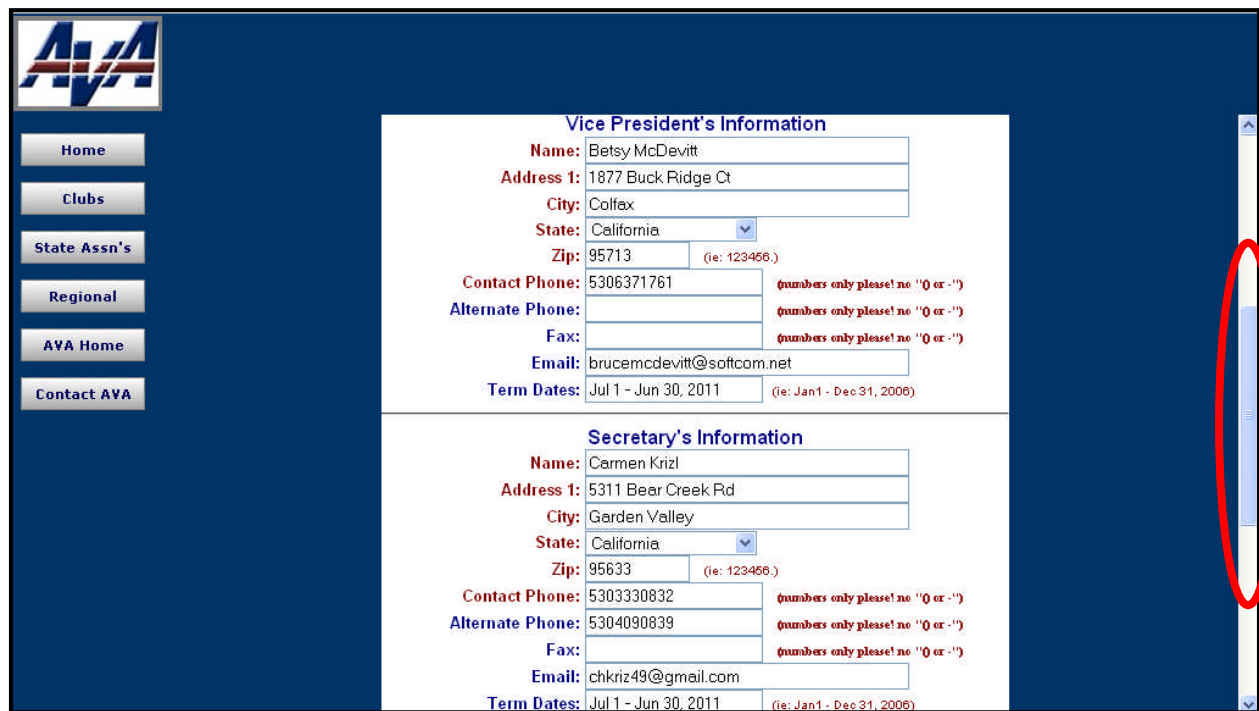 AVA
Vice President's Information
Home
Name: Betsy McDevitt
Address 1: 1877 Buck Ridge Ct
Clubs
City: Colfax
State: California
State Assn's
Zip: 95713 (ie: 123456.)
Contact Phone: 5306371761 (numbers only please! no "() or -")
Regional
Alternate Phone: (numbers only please! no "() or -")
Fax: (numbers only please! no "() or -")
AVA Home
Email: brucemcdevitt@softcom.net
Term Dates: Jul 1 - Jun 30, 2011 (ie: Jan1 - Dec 31, 2006)
Contact AVA
Secretary's Information
Name: Carmen Krizl
Address 1: 5311 Bear Creek Rd
City: Garden Valley
State: California
Zip: 95633 (ie: 123456.)
Contact Phone: 5303330832 (numbers only please! no "() or -")
Alternate Phone: 5304090839 (numbers only please! no "() or -")
Fax: (numbers only please! no "() or -")
Email: chkriz49@gmail.com
Term Dates: Jul 1 - Jun 30, 2011 (ie: Jan1 - Dec 31, 2006)